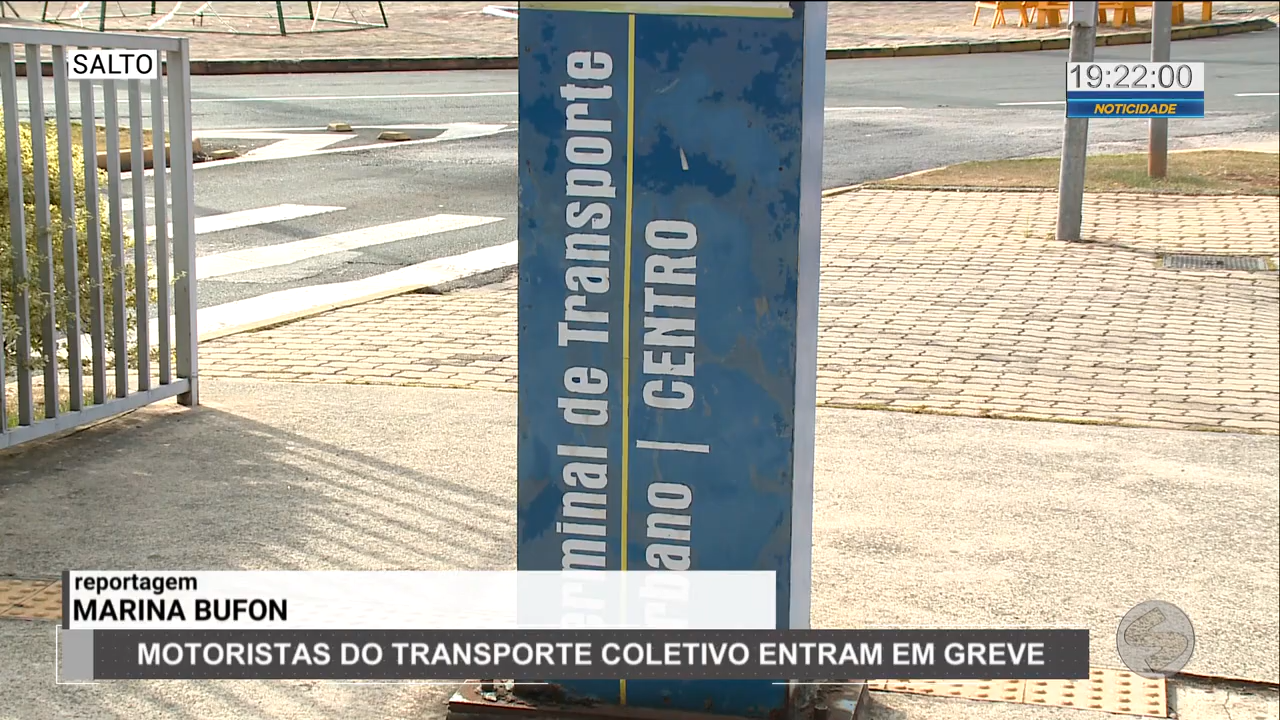 SALTO
19:22:00
NOTICIDADE
erminal de Transporte
rbano | CENTRO
reportagem
MARINA BUFON
MOTORISTAS DO TRANSPORTE COLETIVO ENTRAM EM GREVE